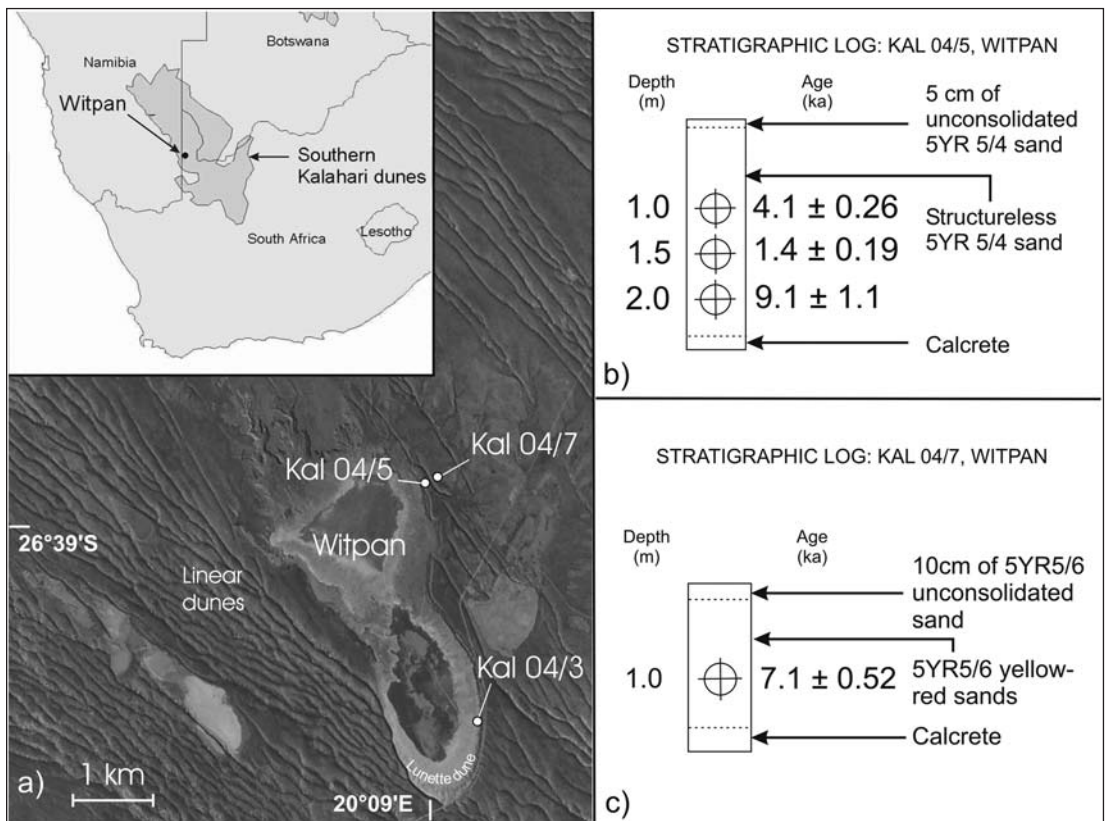 Botswana
Namibia
Witpan
Southern
Kalahari dunes
South Africa
Lesotho
Kal 04/7
Kal 04/5
Witpan
26°39'S
Linear
dunes
Kal 04/3
Lunette dune
a)
1 km
20°09'E
STRATIGRAPHIC LOG: KAL 04/5, WITPAN
Depth
(m)
Age
(ka)
5 cm of
unconsolidated
5YR 5/4 sand
1.0 4.1 ± 0.26
Structureless
5YR 5/4 sand
1.5 1.4 ± 0.19
2.0 9.1 ± 1.1
Calcrete
b)
STRATIGRAPHIC LOG: KAL 04/7, WITPAN
Depth
(m)
Age
(ka)
10cm of 5YR5/6
unconsolidated
sand
1.0 7.1 ± 0.52
5YR5/6 yellow-
red sands
Calcrete
c)